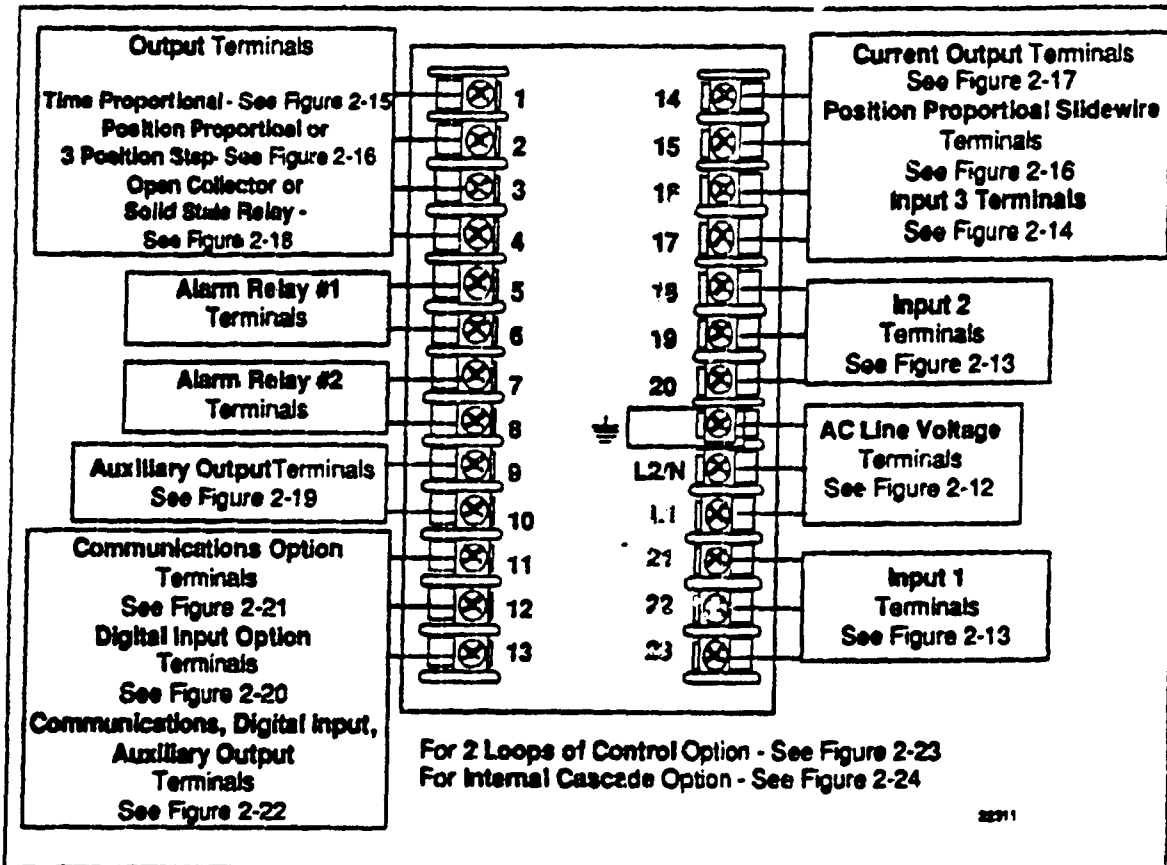 Output Terminals
Time Proportional - See Figure 2-15
Position Proportioal or
3 Position Step- See Figure 2-16
Open Collector or
Solid State Relay -
See Figure 2-18
Alarm Relay #1
Terminals
Alarm Relay #2
Terminals
Auxiliary Output Terminals
See Figure 2-19
Communications Option
Terminals
See Figure 2-21
Digital Input Option
Terminals
See Figure 2-20
Communications, Digital Input,
Auxiliary Output
Terminals
See Figure 2-22
1
2
3
4
5
6
7
8
9
10
11
12
13
14
15
16
17
18
19
20
L2/N
L1
21
22
23
Current Output Terminals
See Figure 2-17
Position Proportioal Slidewire
Terminals
See Figure 2-16
Input 3 Terminals
See Figure 2-14
Input 2
Terminals
See Figure 2-13
AC Line Voltage
Terminals
See Figure 2-12
Input 1
Terminals
See Figure 2-13
For 2 Loops of Control Option - See Figure 2-23
For Internal Cascade Option - See Figure 2-24